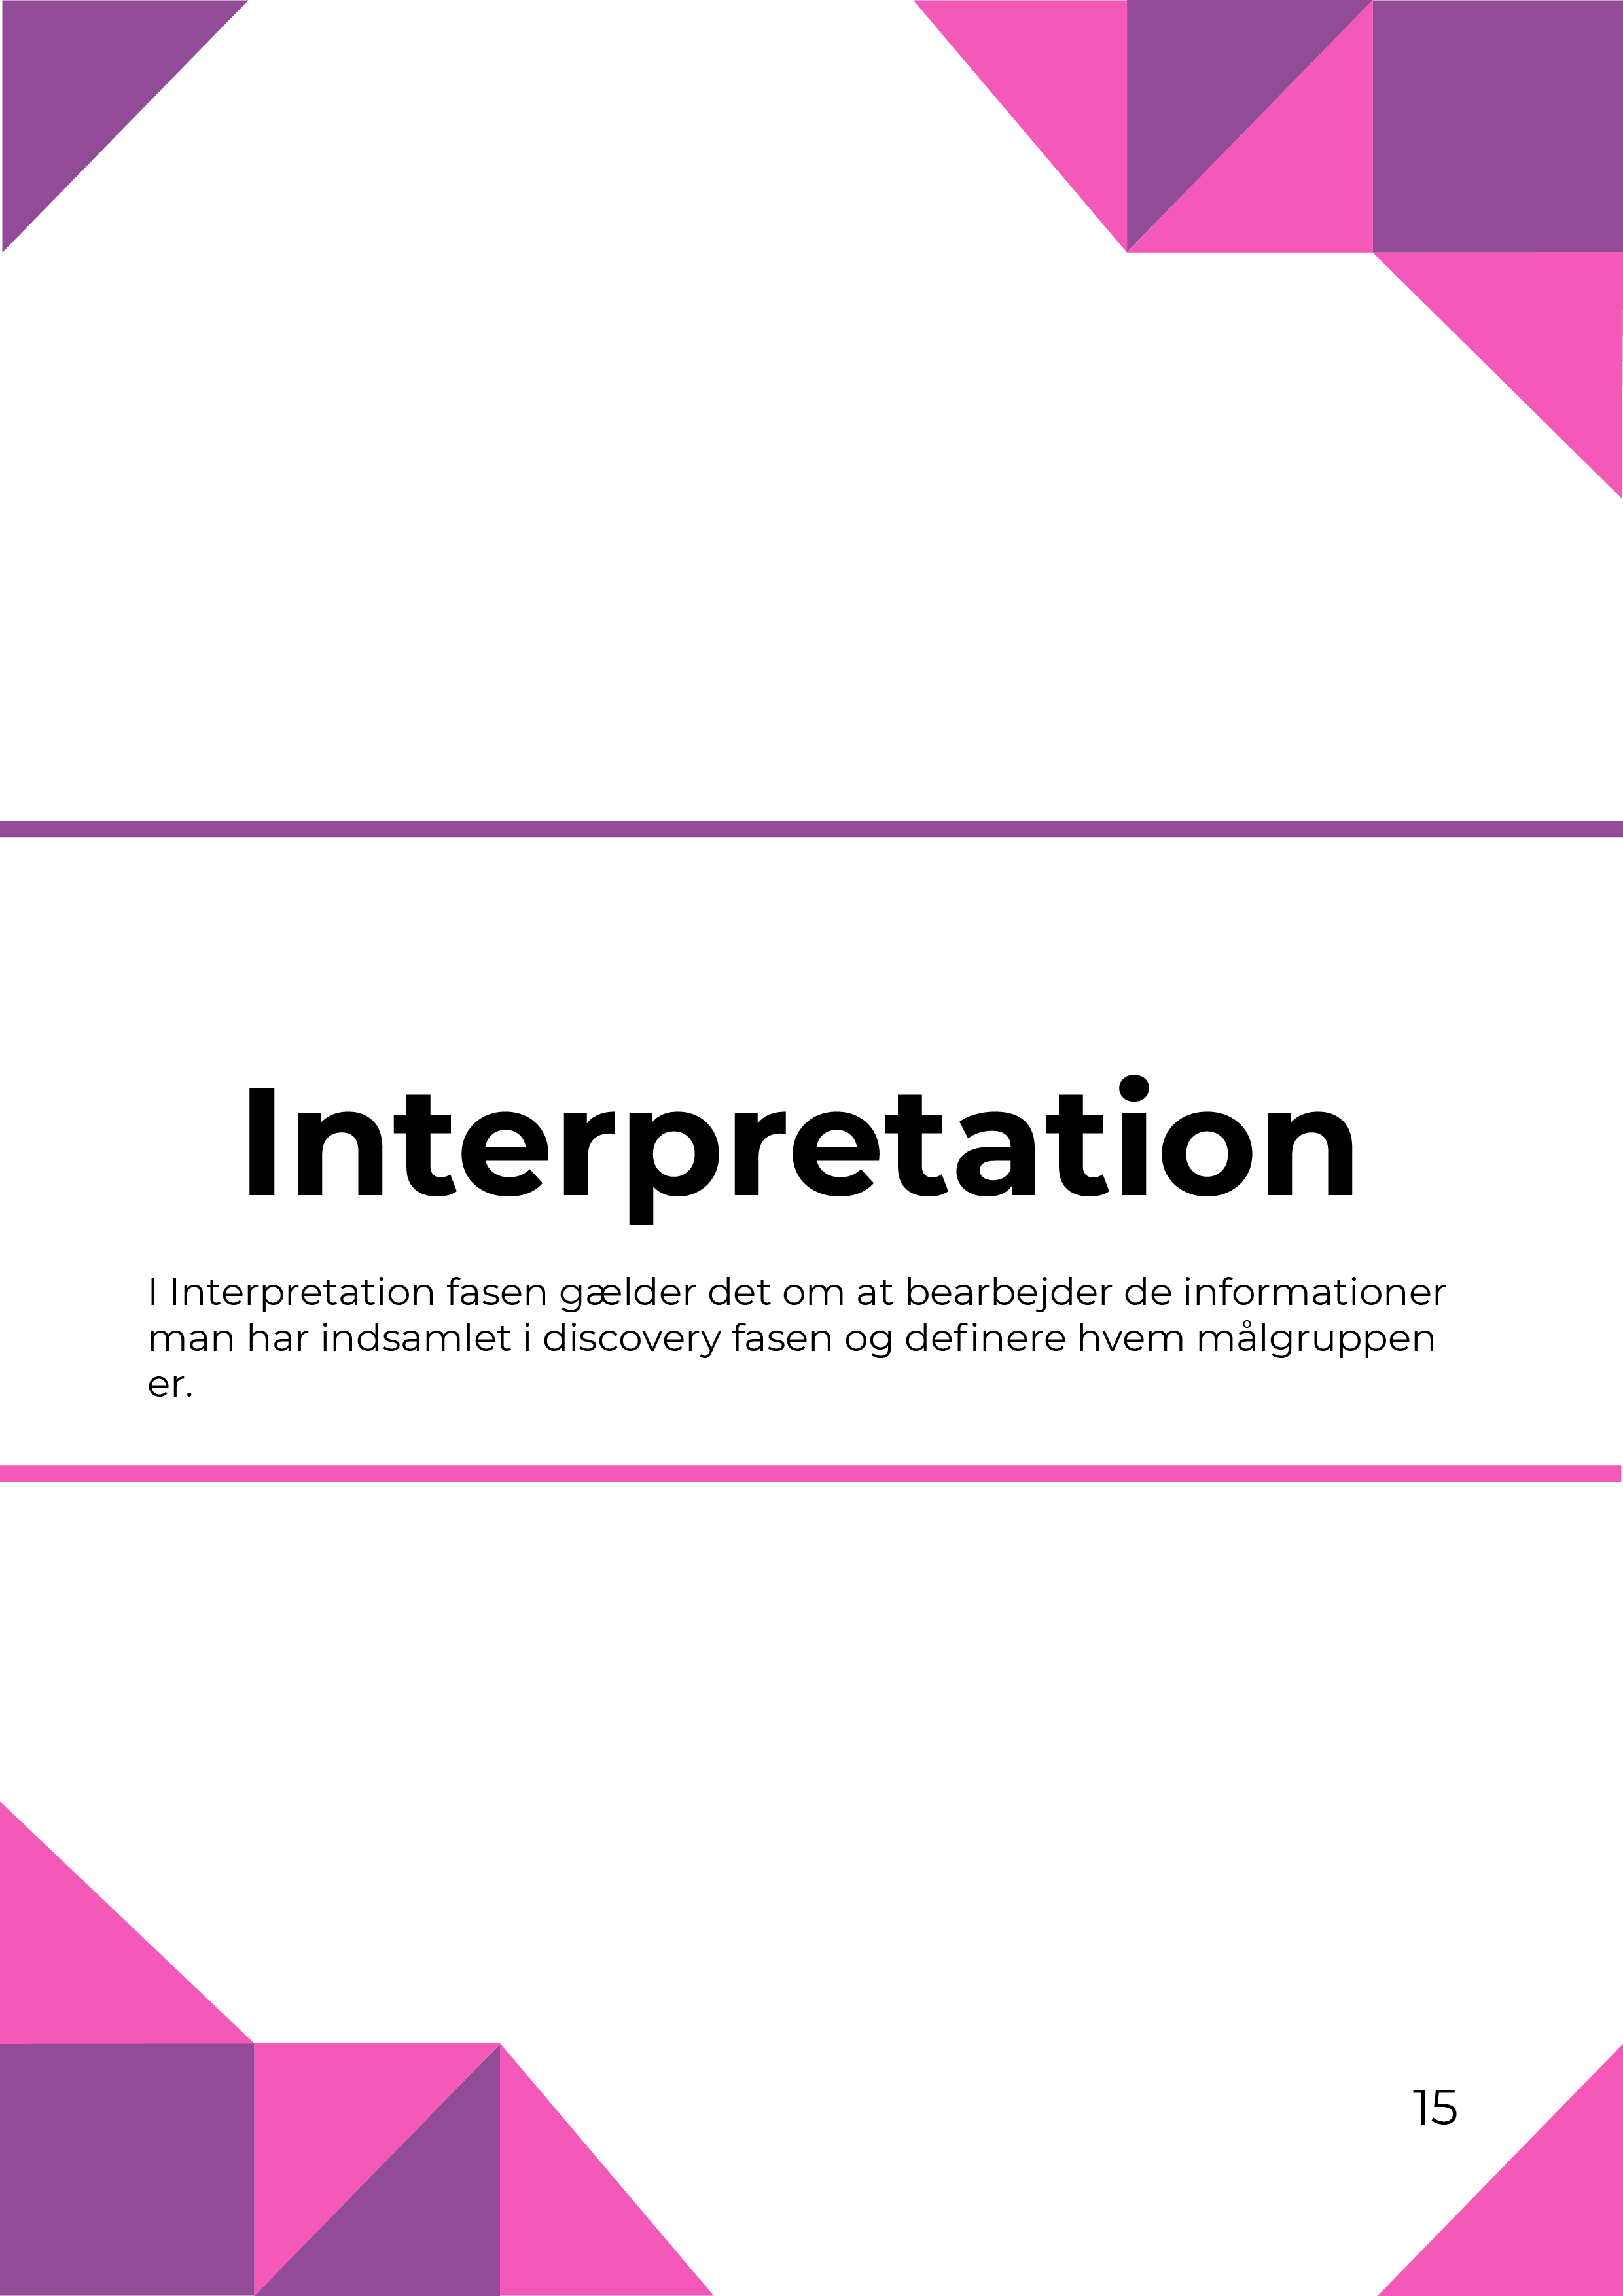 Interpretation
I Interpretation fasen gælder det om at bearbejder de informationer
man har indsamlet i discovery fasen og definere hvem målgruppen
er.
15